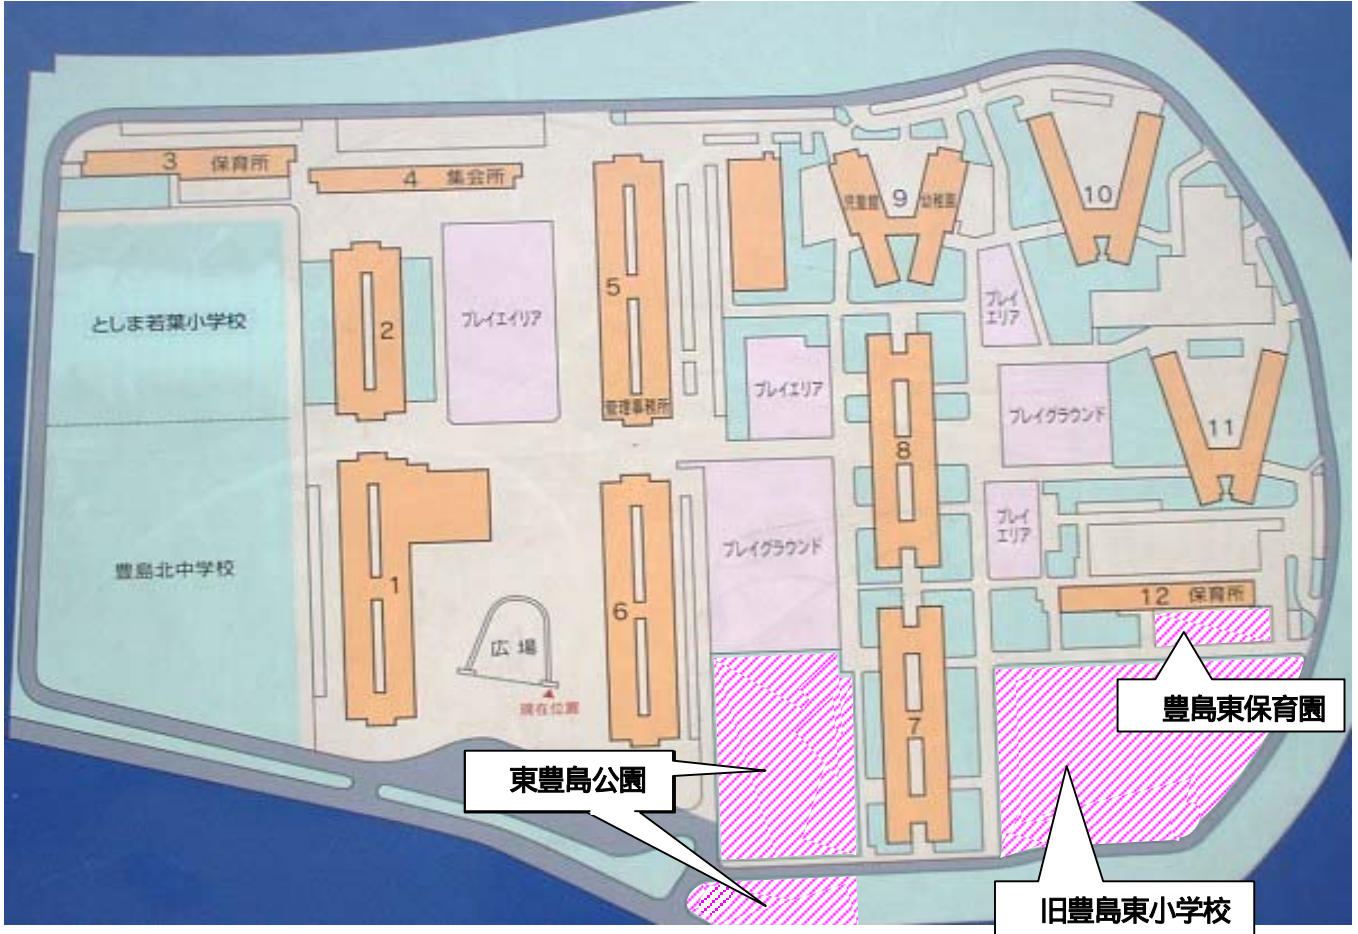 3 保育所
4 集会所
5
管理事務所
児童館
9
幼稚園
10
としま若葉小学校
2
プレイエイリア
プレイ
エリア
プレイエリア
プレイグラウンド
8
11
豊島北中学校
1
6
プレイグラウンド
プレイ
エリア
12 保育所
広場
現在位置
7
豊島東保育園
東豊島公園
旧豊島東小学校